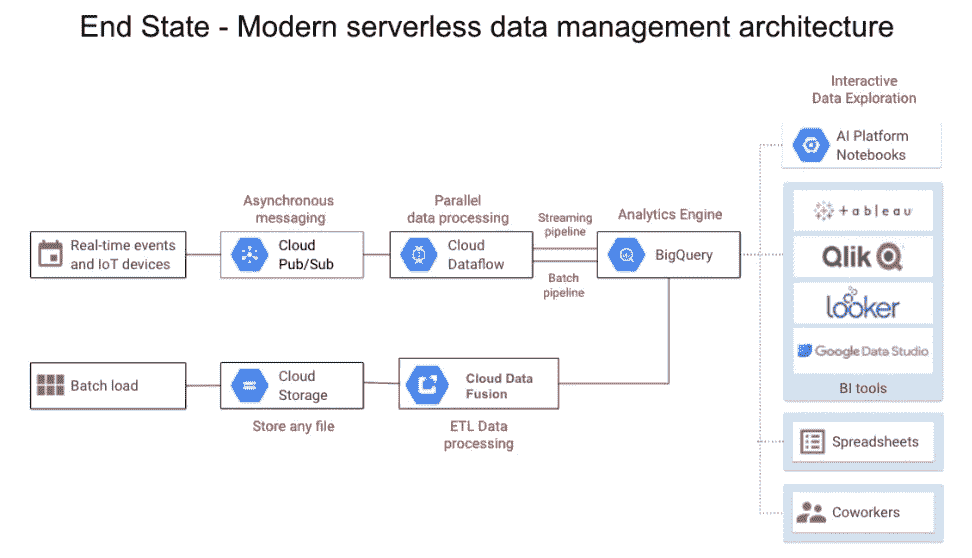 End State - Modern serverless data management architecture
Interactive
Data Exploration
AI Platform
Notebooks
Asynchronous
messaging
Parallel
data processing
Streaming
pipeline
Analytics Engine
+ a b l e a u
Real-time events
and IoT devices
Cloud
Pub/Sub
Cloud
Dataflow
BigQuery
Qlik
Batch
pipeline
looker
Google Data Studio
BI tools
Batch load
Cloud
Storage
Cloud Data
Fusion
Store any file
ETL Data
processing
Spreadsheets
Coworkers